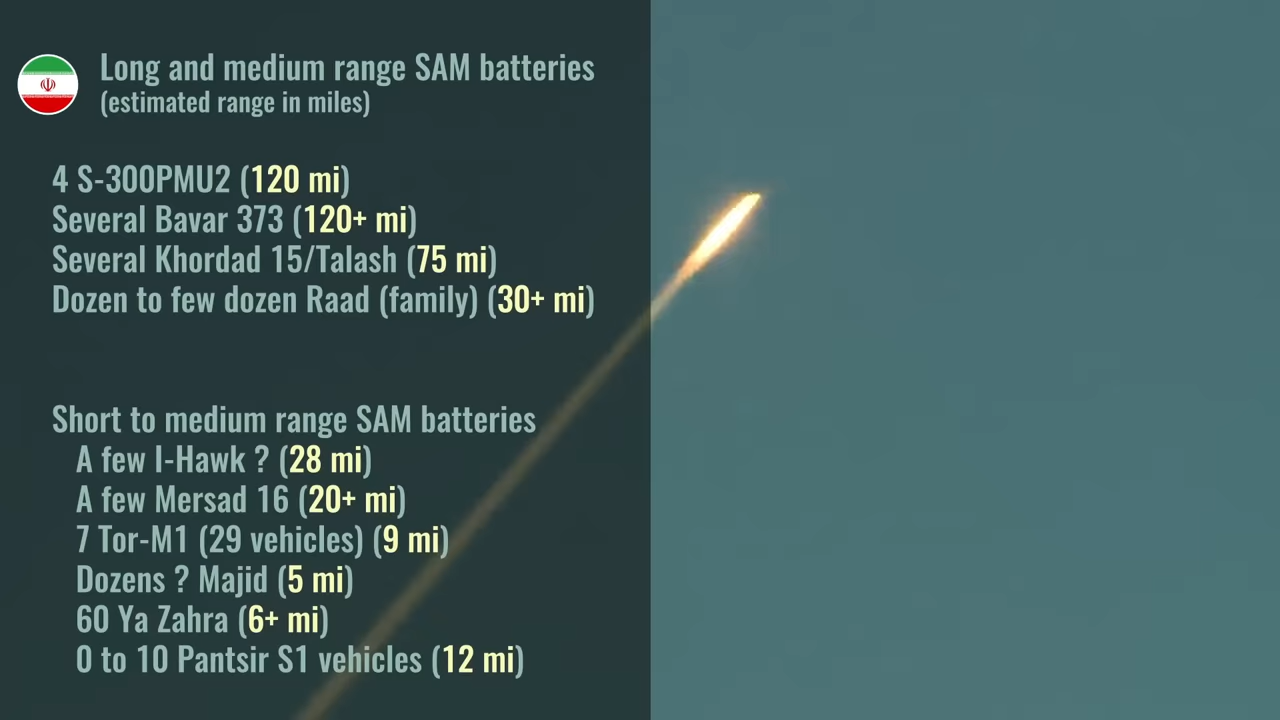 Long and medium range SAM batteries
(estimated range in miles)
4 S-300PMU2 (120 mi)
Several Bavar 373 (120+ mi)
Several Khordad 15/Talash (75 mi)
Dozen to few dozen Raad (family) (30+ mi)
Short to medium range SAM batteries
A few I-Hawk ? (28 mi)
A few Mersad 16 (20+ mi)
7 Tor-M1 (29 vehicles) (9 mi)
Dozens ? Majid (5 mi)
60 Ya Zahra (6+ mi)
0 to 10 Pantsir S1 vehicles (12 mi)